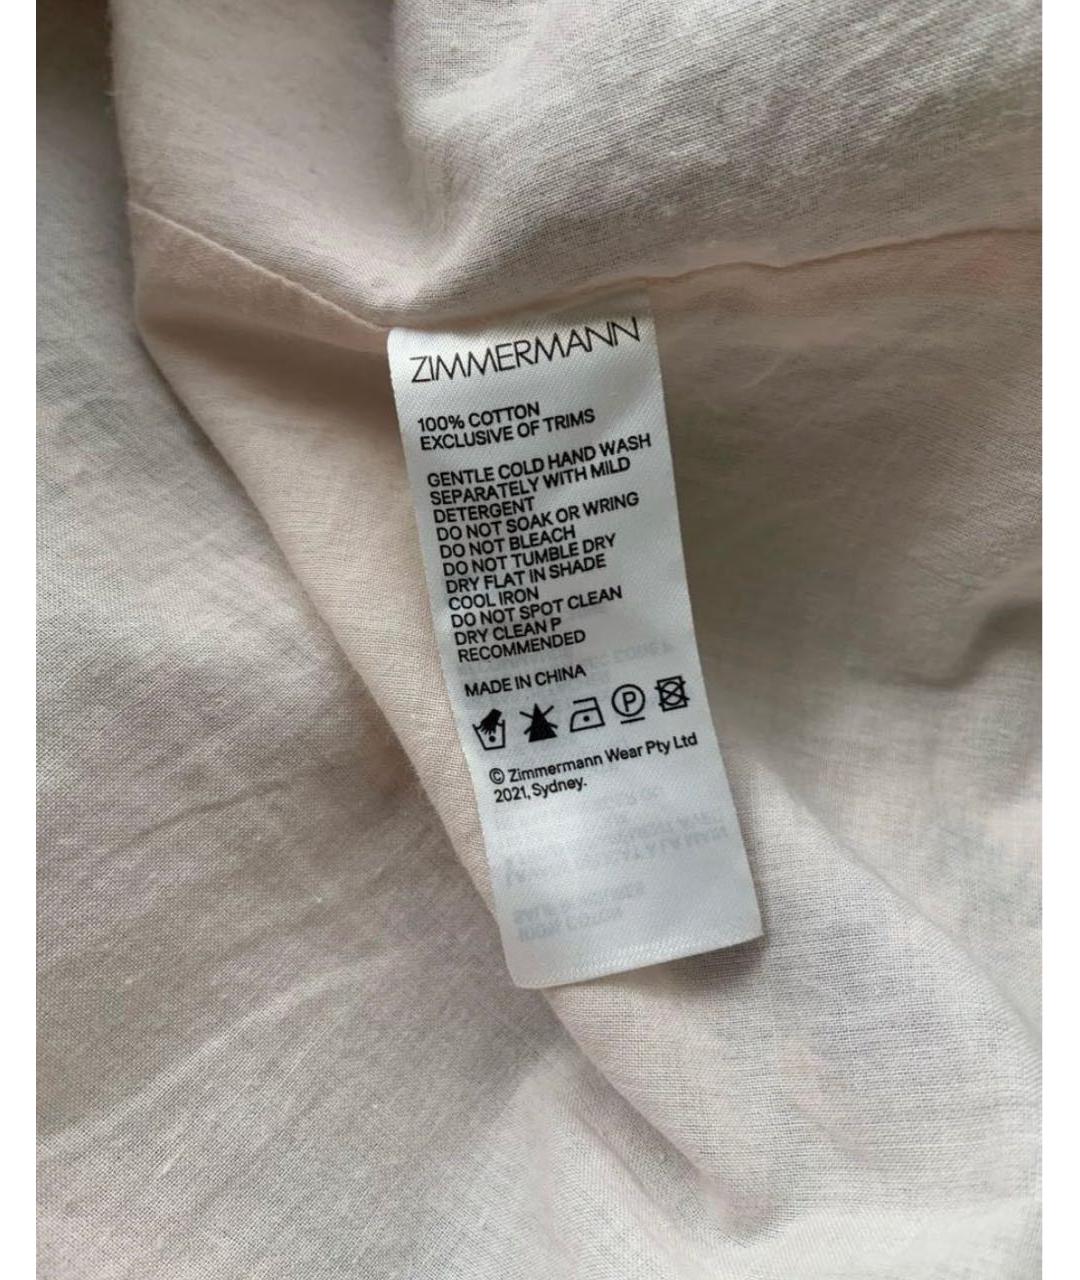 ZIMMERMANN
100% COTTON
EXCLUSIVE OF TRIMS
GENTLE COLD HAND WASH
SEPARATELY WITH MILD
DETERGENT
DO NOT SOAK OR WRING
DO NOT BLEACH
DO NOT TUMBLE DRY
DRY FLAT IN SHADE
COOL IRON
DO NOT SPOT CLEAN
DRY CLEAN P
RECOMMENDED
MADE IN CHINA
P
© Zimmermann Wear Pty Ltd
2021, Sydney.